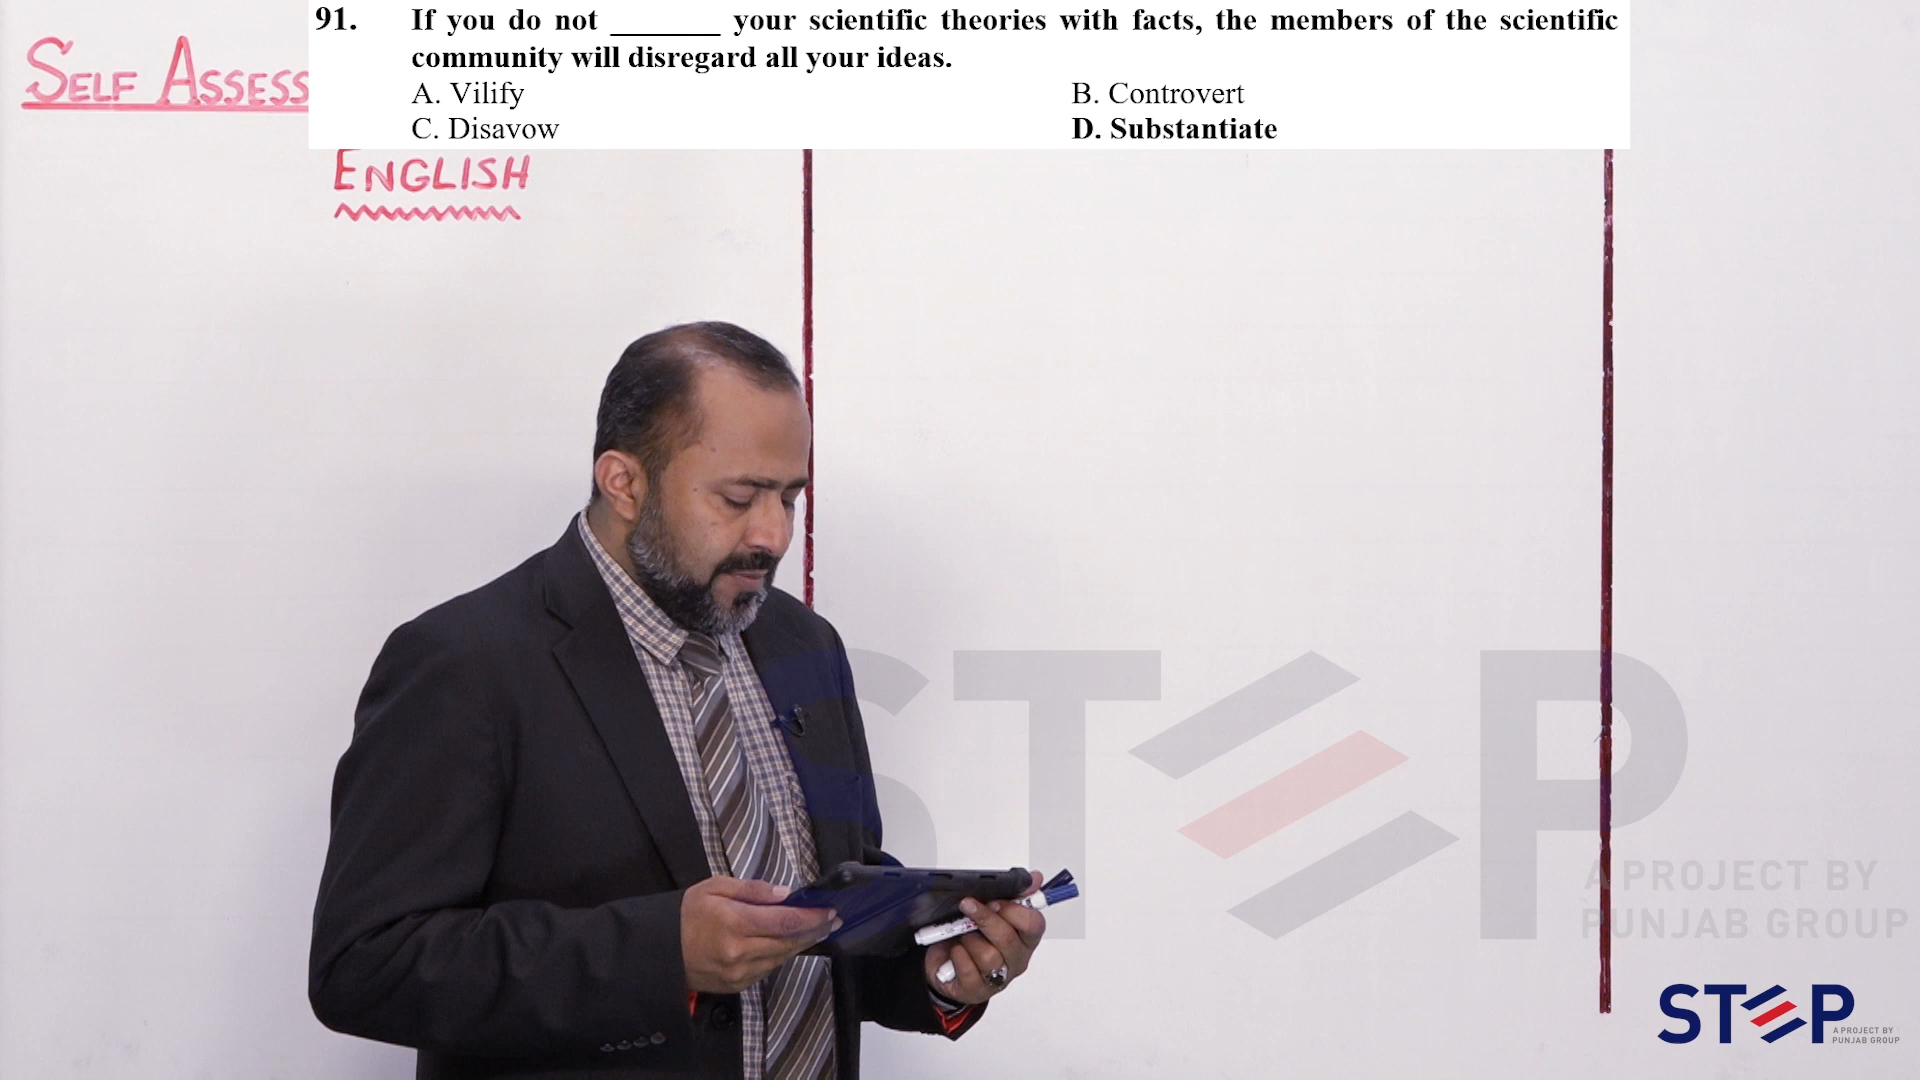 91. If you do not _______ your scientific theories with facts, the members of the scientific
community will disregard all your ideas.
A. Vilify
B. Controvert
C. Disavow
D. Substantiate
SELF ASSESS
ENGLISH
STEP
A PROJECT BY
PUNJAB GROUP
STEP
A PROJECT BY
PUNJAB GROUP